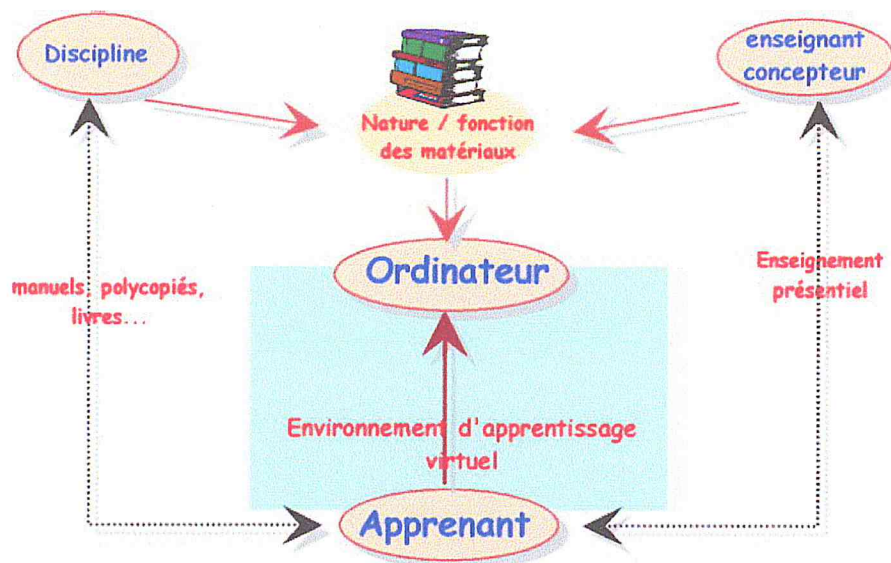 Discipline
enseignant
concepteur
Nature / fonction
des matériaux
Ordinateur
manuels, polycopiés,
livres...
Enseignement
présentiel
Environnement d'apprentissage
virtuel
Apprenant